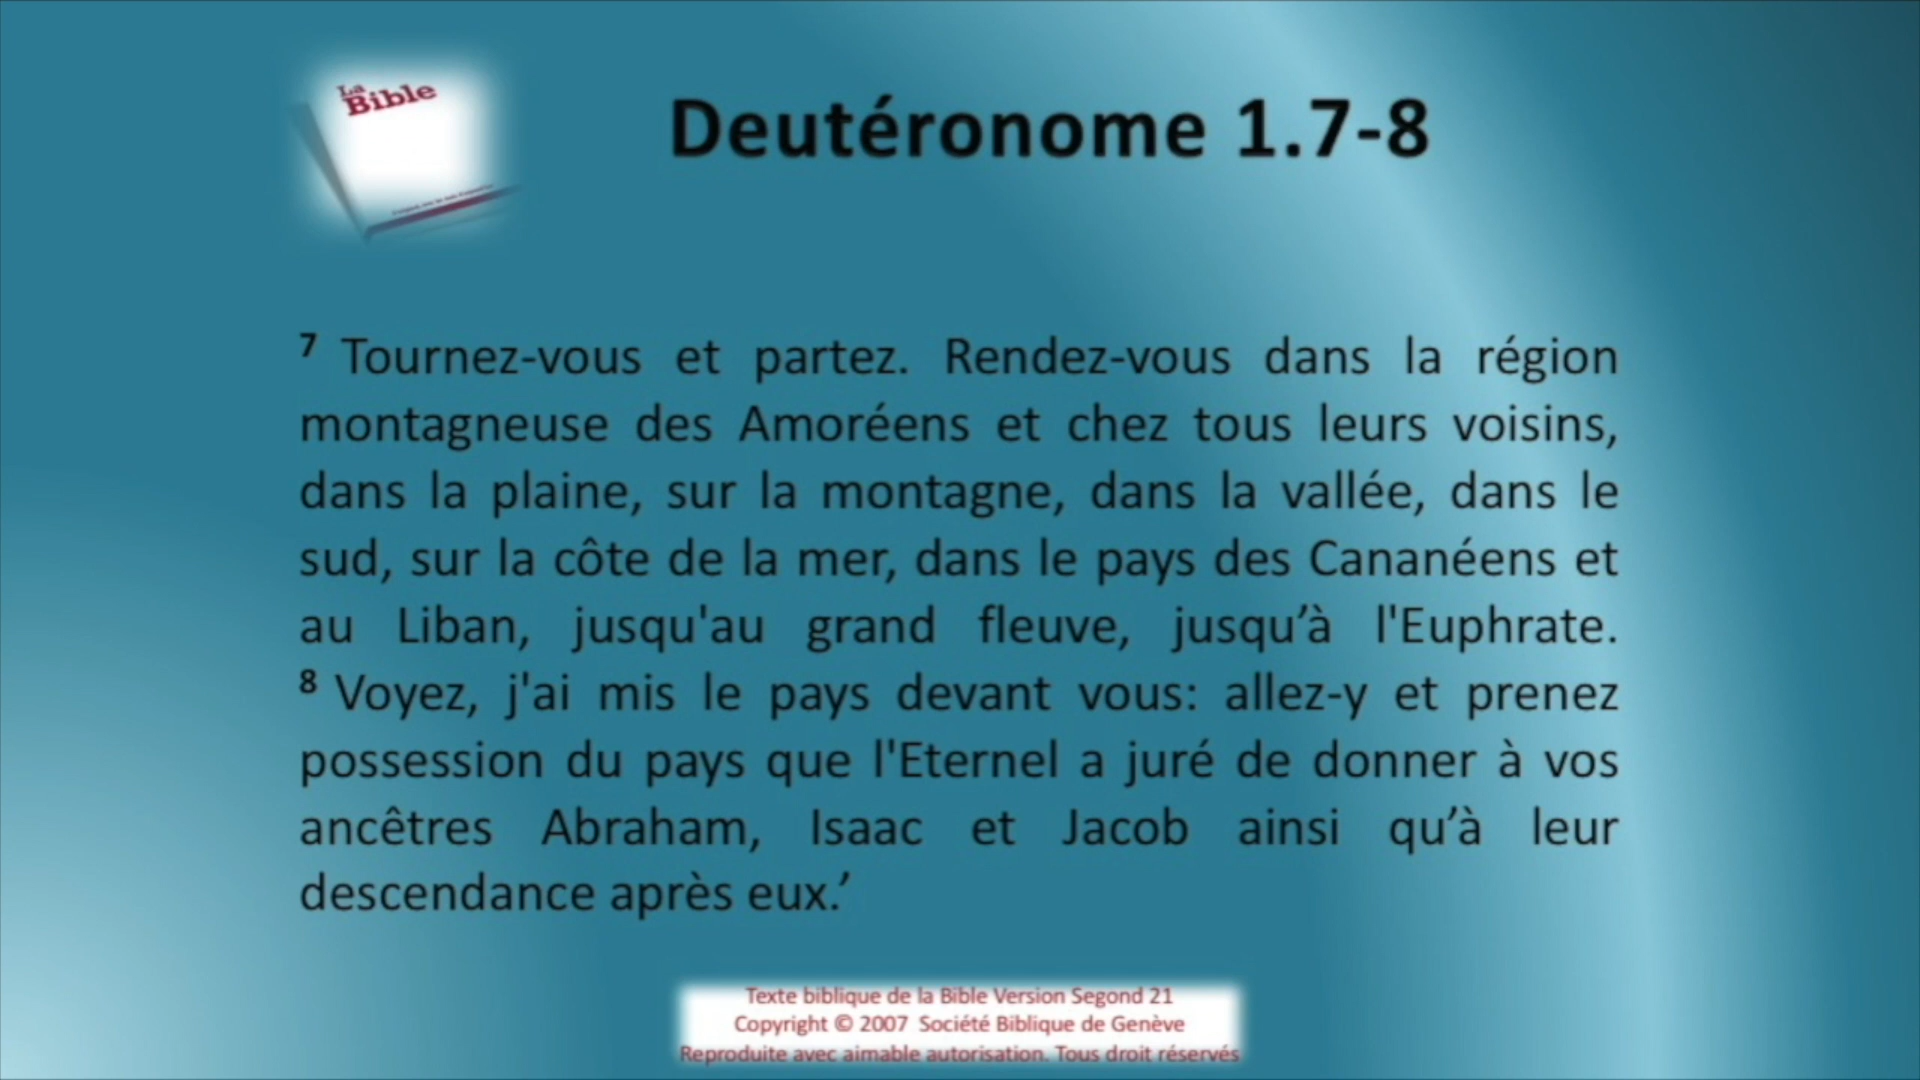 La
Bible
Deutéronome 1.7-8
7 Tournez-vous et partez. Rendez-vous dans la région
montagneuse des Amoréens et chez tous leurs voisins,
dans la plaine, sur la montagne, dans la vallée, dans le
sud, sur la côte de la mer, dans le pays des Cananéens et
au Liban, jusqu'au grand fleuve, jusqu’à l'Euphrate.
8 Voyez, j'ai mis le pays devant vous: allez-y et prenez
possession du pays que l'Eternel a juré de donner à vos
ancêtres Abraham, Isaac et Jacob ainsi qu’à leur
descendance après eux.’
Texte biblique de la Bible Version Segond 21
Copyright © 2007 Société Biblique de Genève
Reproduite avec aimable autorisation. Tous droit réservés